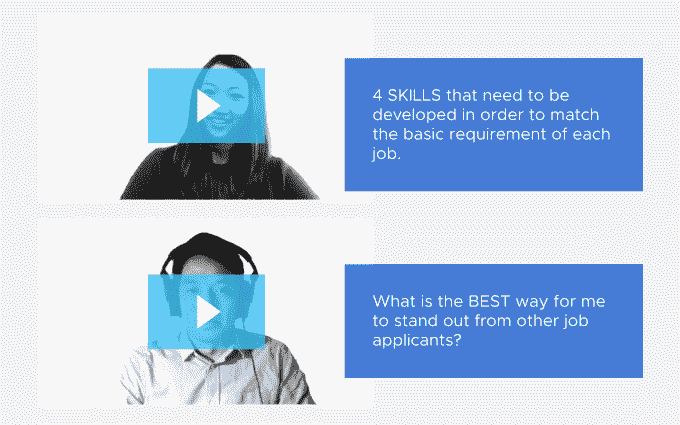 4 SKILLS that need to be
developed in order to match
the basic requirement of each
job.
What is the BEST way for me
to stand out from other job
applicants?